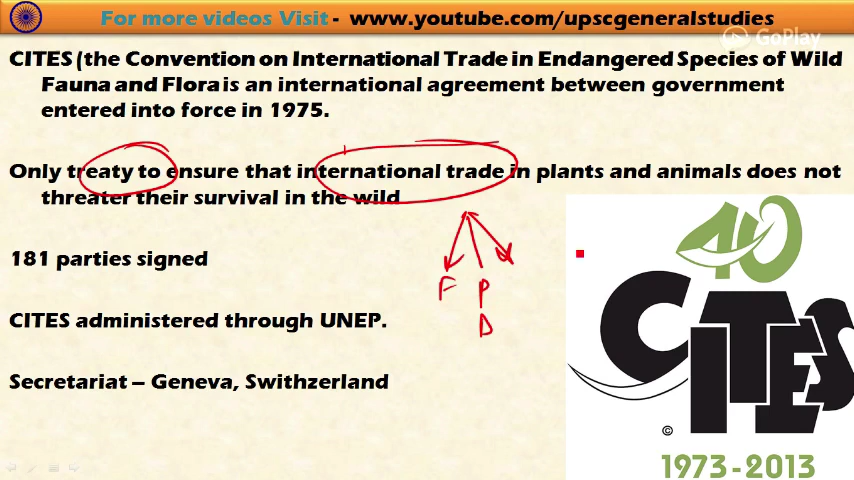 For more videos Visit - www.youtube.com/upscgeneralstudies
GoPlay
CITES (the Convention on International Trade in Endangered Species of Wild
Fauna and Flora is an international agreement between government
entered into force in 1975.
Only treaty to ensure that international trade in plants and animals does not
threater their survival in the wild
181 parties signed
CITES administered through UNEP.
Secretariat – Geneva, Swithzerland
F P
D
40
CITES
©
1973-2013